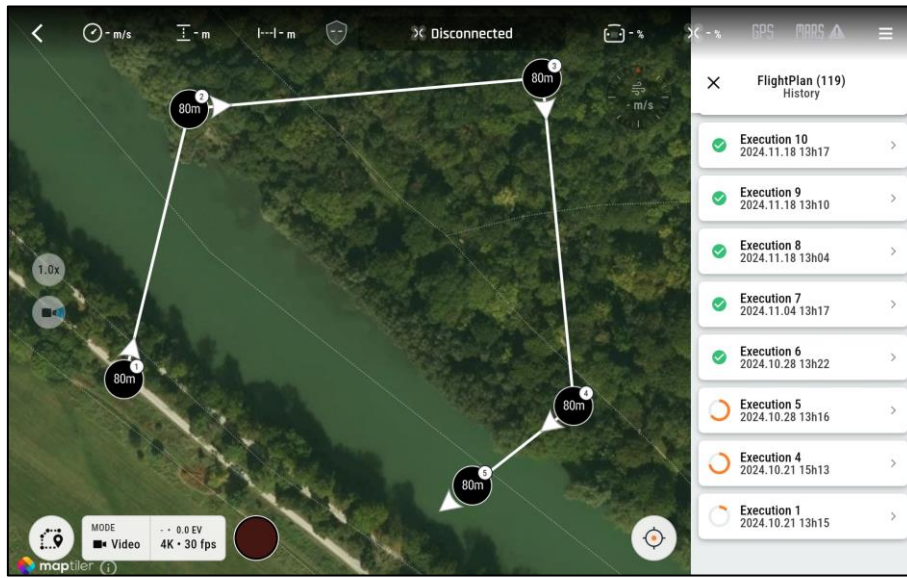 - m/s
- m
|---| - m
--
Disconnected
- %
- %
GPS
MARS
FlightPlan (119)
History
- m/s
Execution 10
2024.11.18 13h17
Execution 9
2024.11.18 13h10
Execution 8
2024.11.18 13h04
Execution 7
2024.11.04 13h17
Execution 6
2024.10.28 13h22
Execution 5
2024.10.28 13h16
Execution 4
2024.10.21 15h13
Execution 1
2024.10.21 13h15
80m 1
80m 2
80m 3
80m 4
80m 5
1.0x
MODE
Video
- - 0.0 EV
4K • 30 fps
maptiler